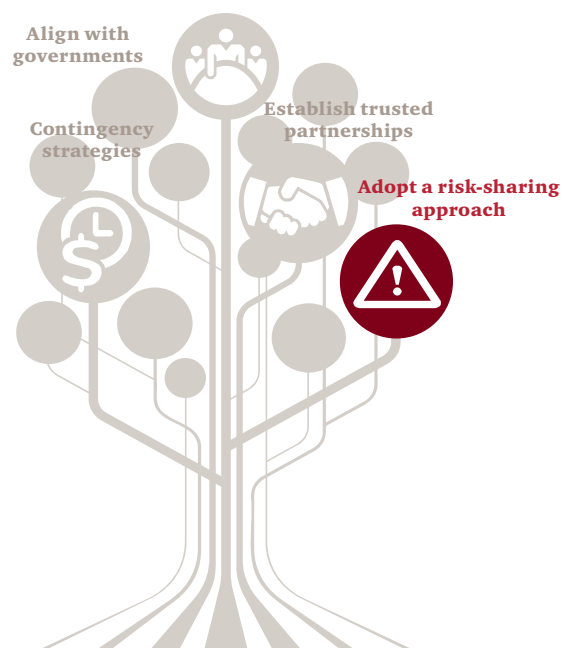 Align with
governments
Establish trusted
partnerships
Contingency
strategies
Adopt a risk-sharing
approach